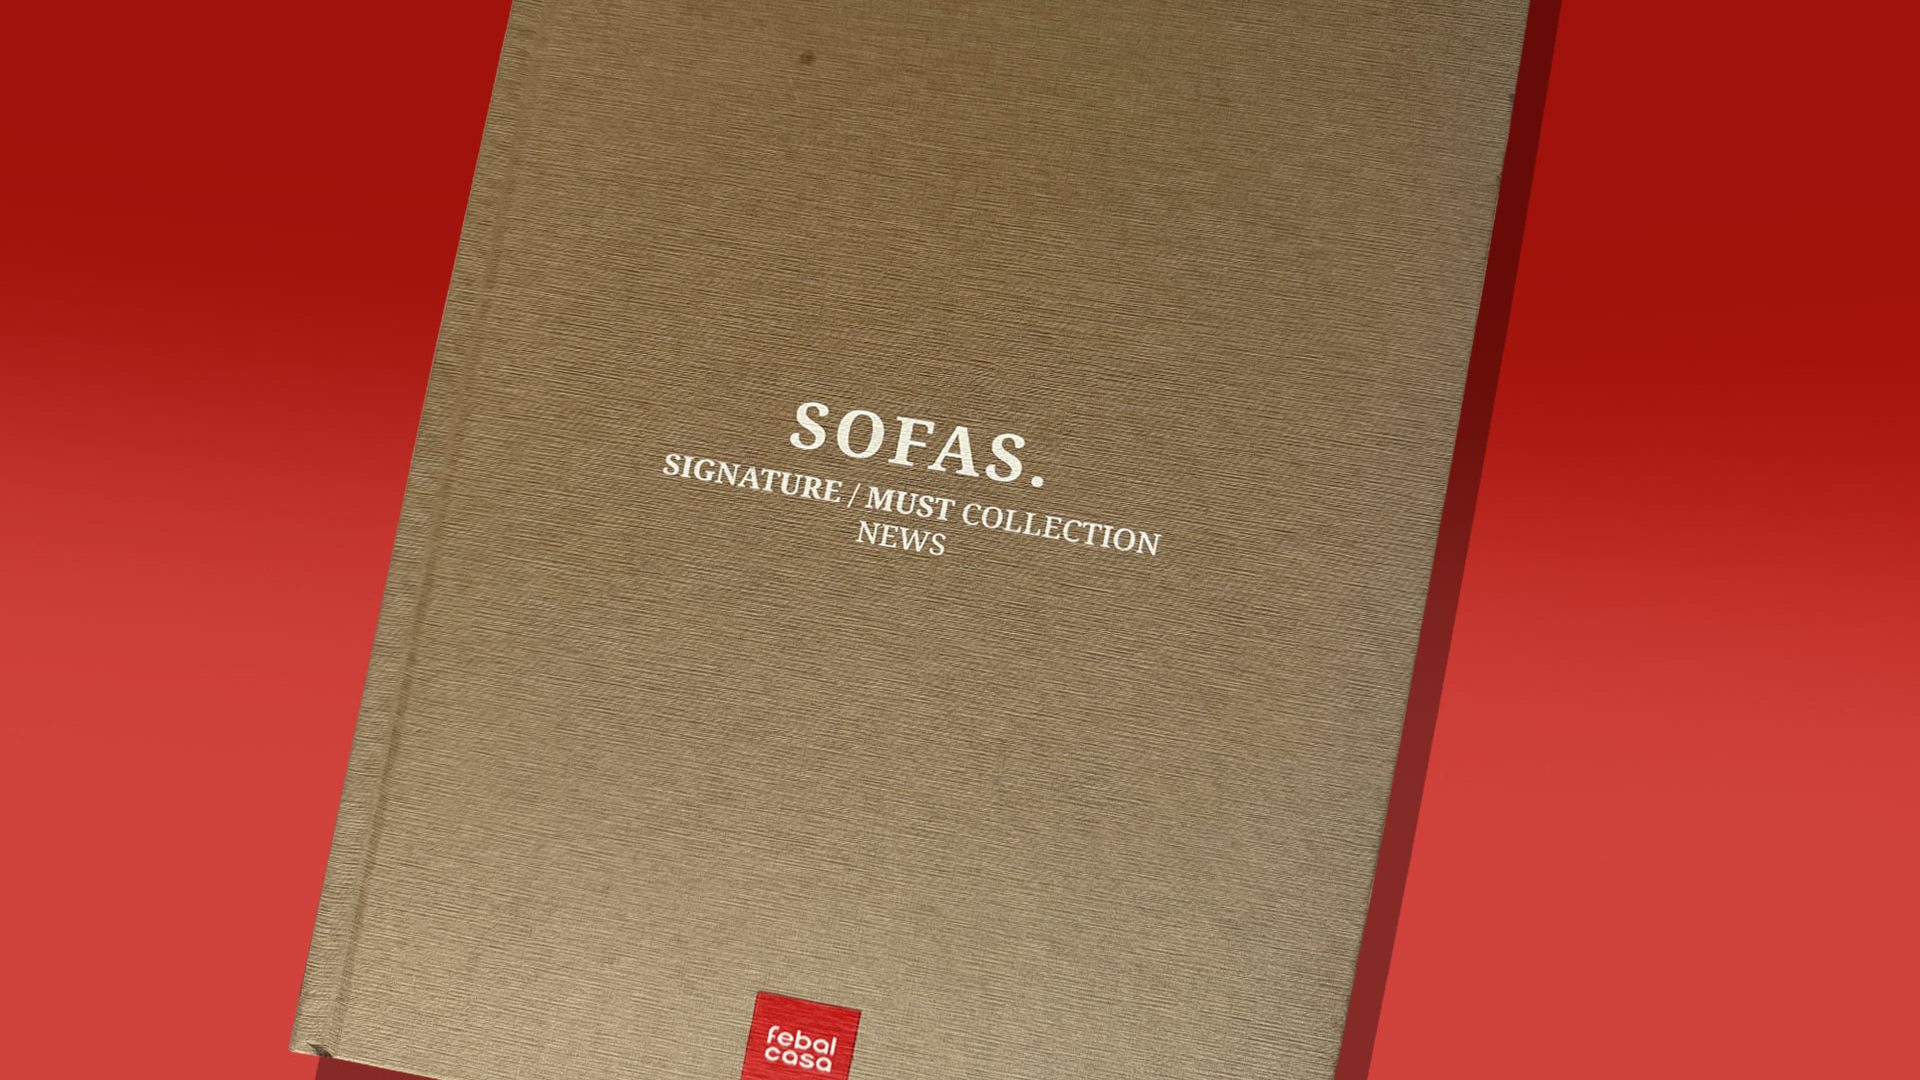 SOFAS.
SIGNATURE / MUST COLLECTION
NEWS
febal
casa